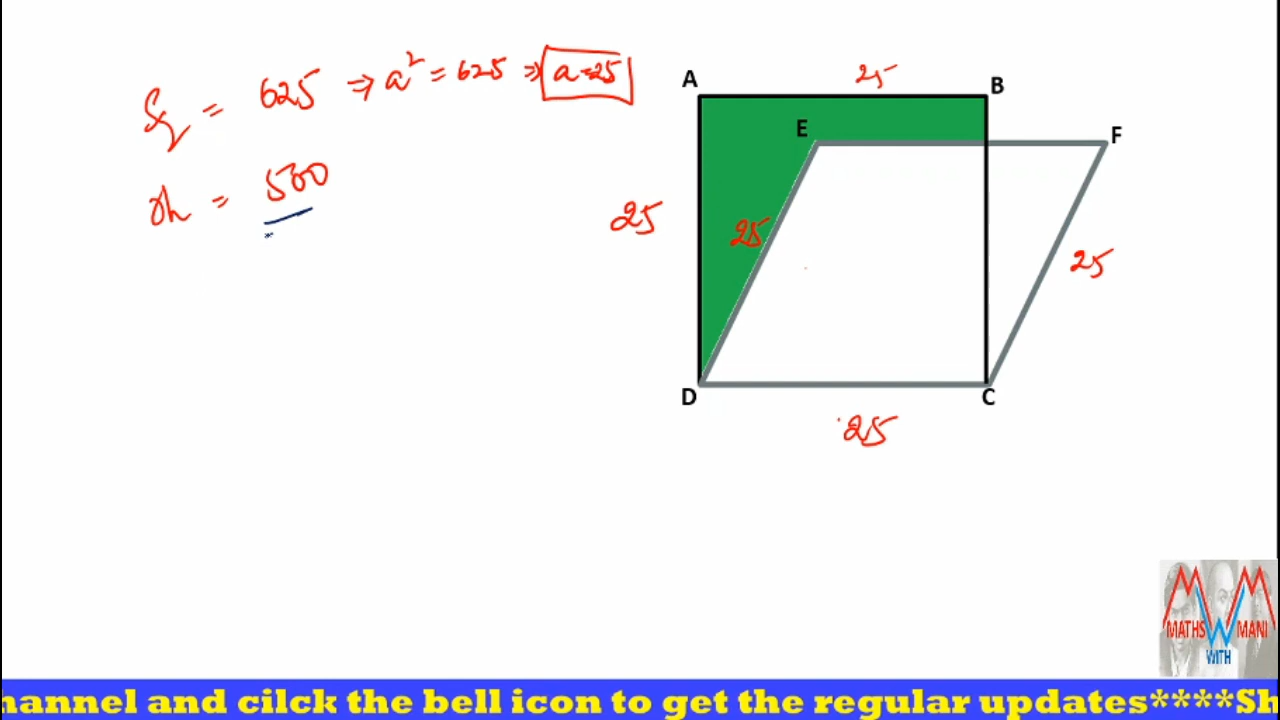 Sq = 625 ⇒ a² = 625 ⇒ a=25
rh = 500
A
25
B
E
F
25
25
25
D
C
25
MATHS WITH MANI
hannel and cilck the bell icon to get the regular updates****Sh